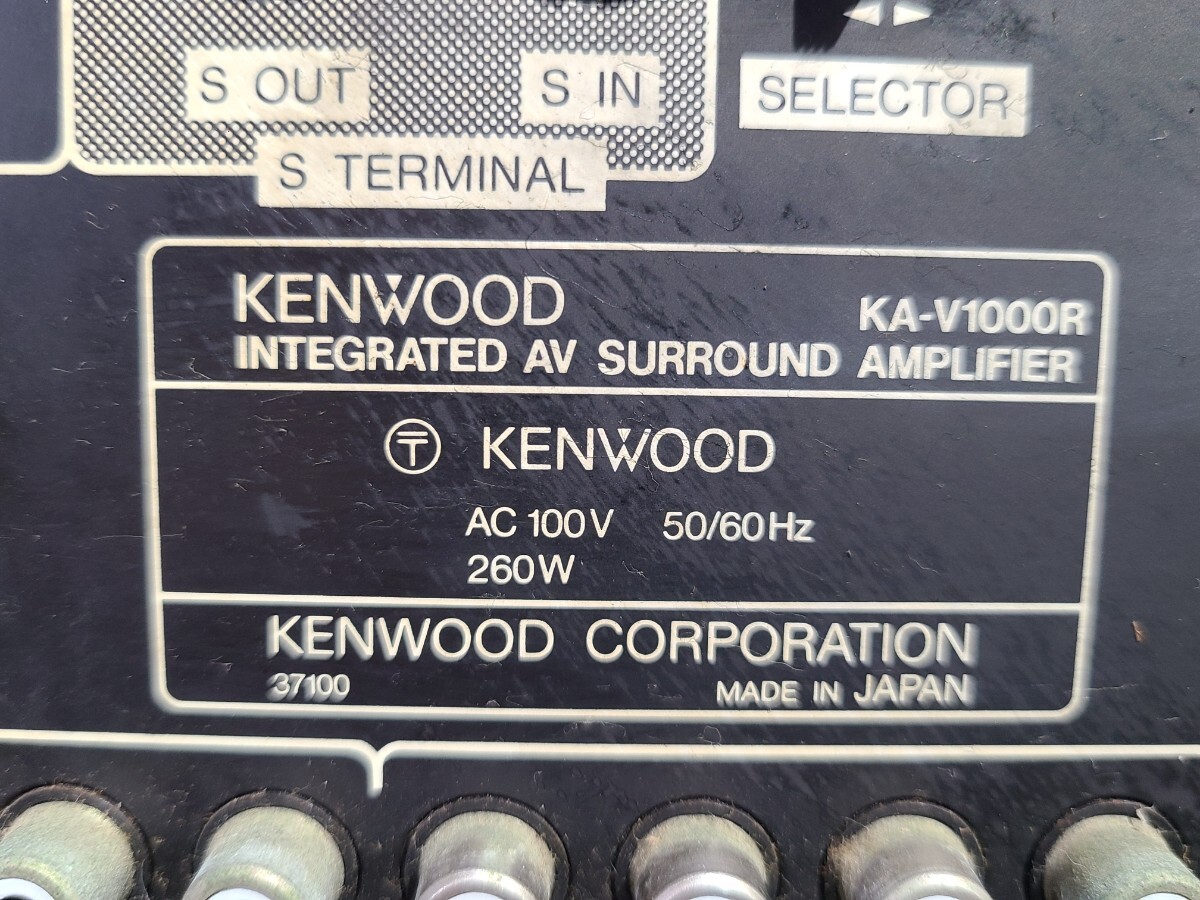 S OUT S IN SELECTOR
S TERMINAL
KENWOOD KA-V1000R
INTEGRATED AV SURROUND AMPLIFIER
〒 KENWOOD
AC 100V 50/60Hz
260W
KENWOOD CORPORATION
37100 MADE IN JAPAN